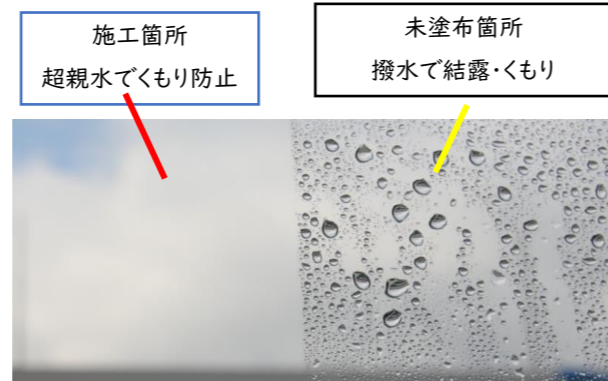 施工箇所
超親水でくもり防止
未塗布箇所
撥水で結露・くもり